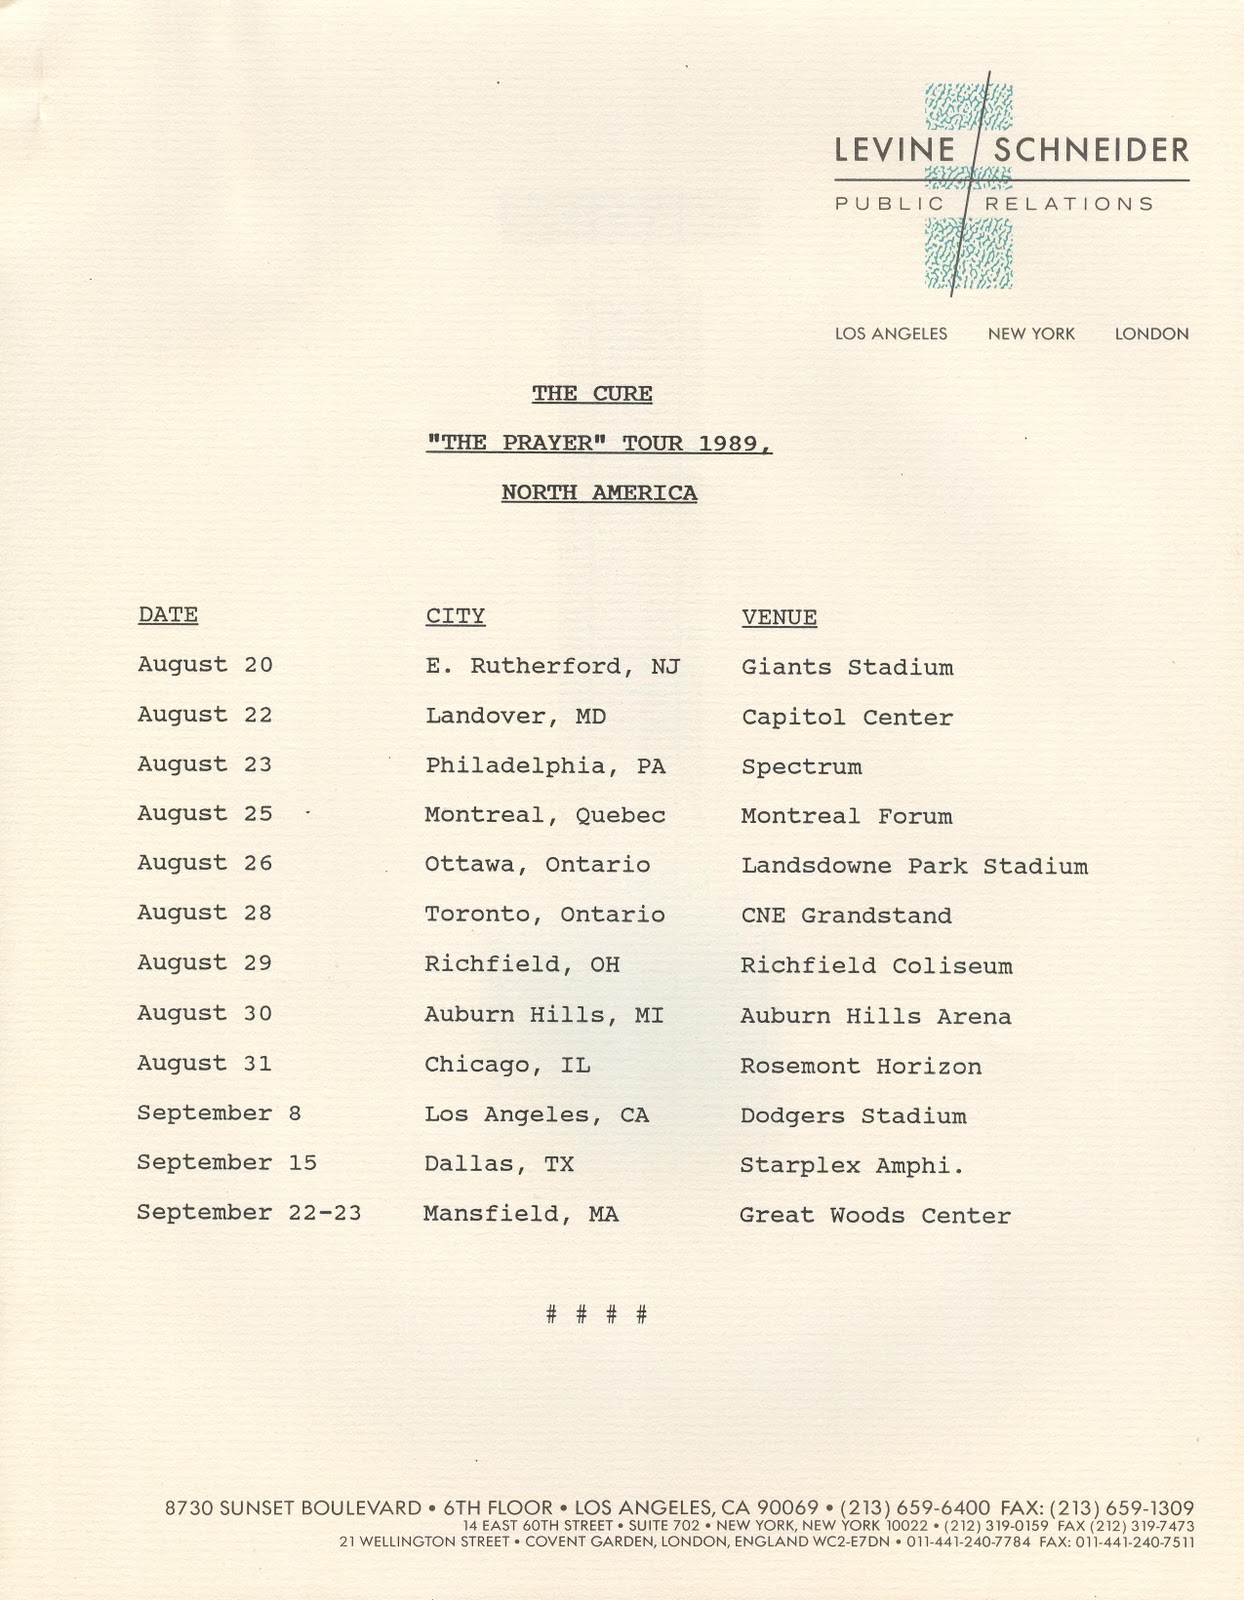 LEVINE SCHNEIDER
PUBLIC RELATIONS
LOS ANGELES NEW YORK LONDON
THE CURE
"THE PRAYER" TOUR 1989,
NORTH AMERICA
DATE CITY VENUE
August 20 E. Rutherford, NJ Giants Stadium
August 22 Landover, MD Capitol Center
August 23 Philadelphia, PA Spectrum
August 25 Montreal, Quebec Montreal Forum
August 26 Ottawa, Ontario Landsdowne Park Stadium
August 28 Toronto, Ontario CNE Grandstand
August 29 Richfield, OH Richfield Coliseum
August 30 Auburn Hills, MI Auburn Hills Arena
August 31 Chicago, IL Rosemont Horizon
September 8 Los Angeles, CA Dodgers Stadium
September 15 Dallas, TX Starplex Amphi.
September 22-23 Mansfield, MA Great Woods Center
# # # #
8730 SUNSET BOULEVARD • 6TH FLOOR • LOS ANGELES, CA 90069 • (213) 659-6400 FAX: (213) 659-1309
14 EAST 60TH STREET • SUITE 702 • NEW YORK, NEW YORK 10022 • (212) 319-0159 FAX (212) 319-7473
21 WELLINGTON STREET • COVENT GARDEN, LONDON, ENGLAND WC2-E7DN • 011-441-240-7784 FAX: 011-441-240-7511